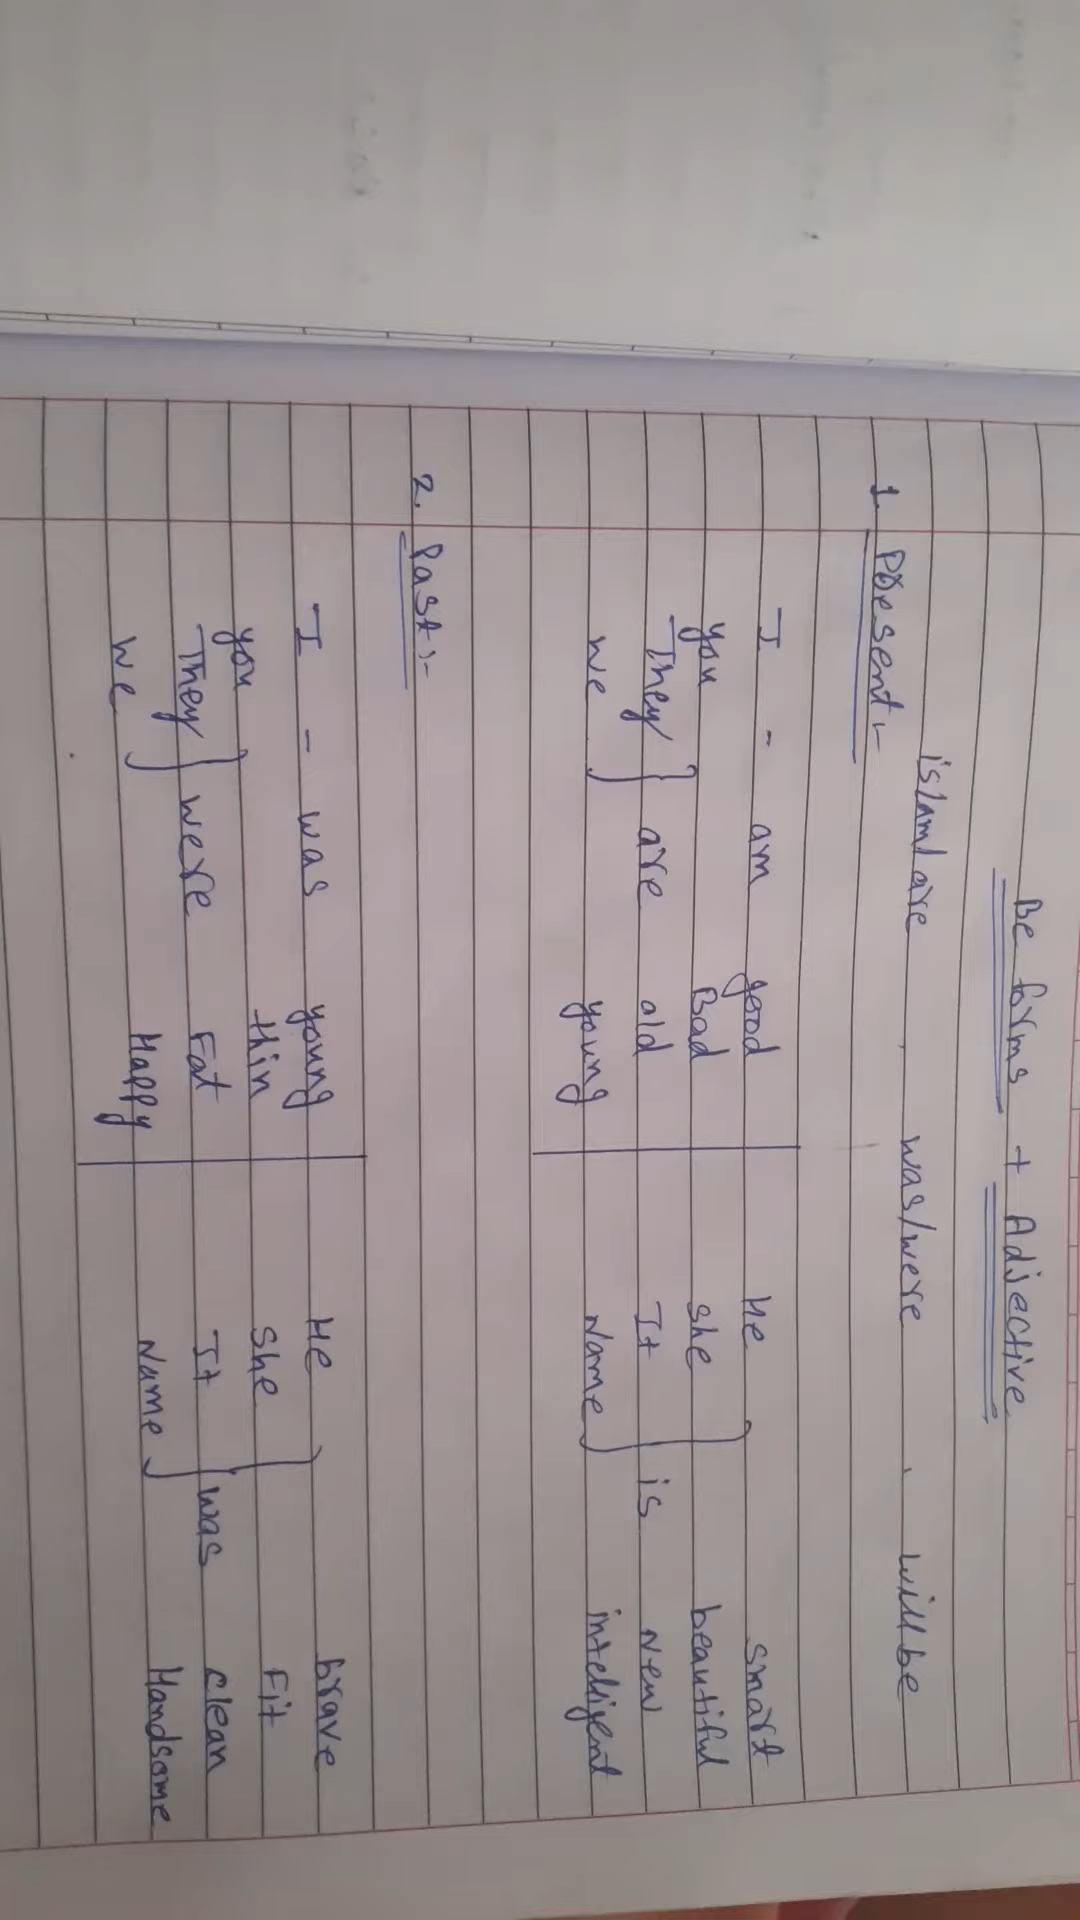 Be forms + Adjective
is/am/are , was/were , will be
1. Present :-
I - am good He smart
you Bad she beautiful
They } are old It } is New
we young Name intelligent
2. Past :-
I - was young He brave
you thin She Fit
They } were Fat It } was clean
we Happy Name Handsome